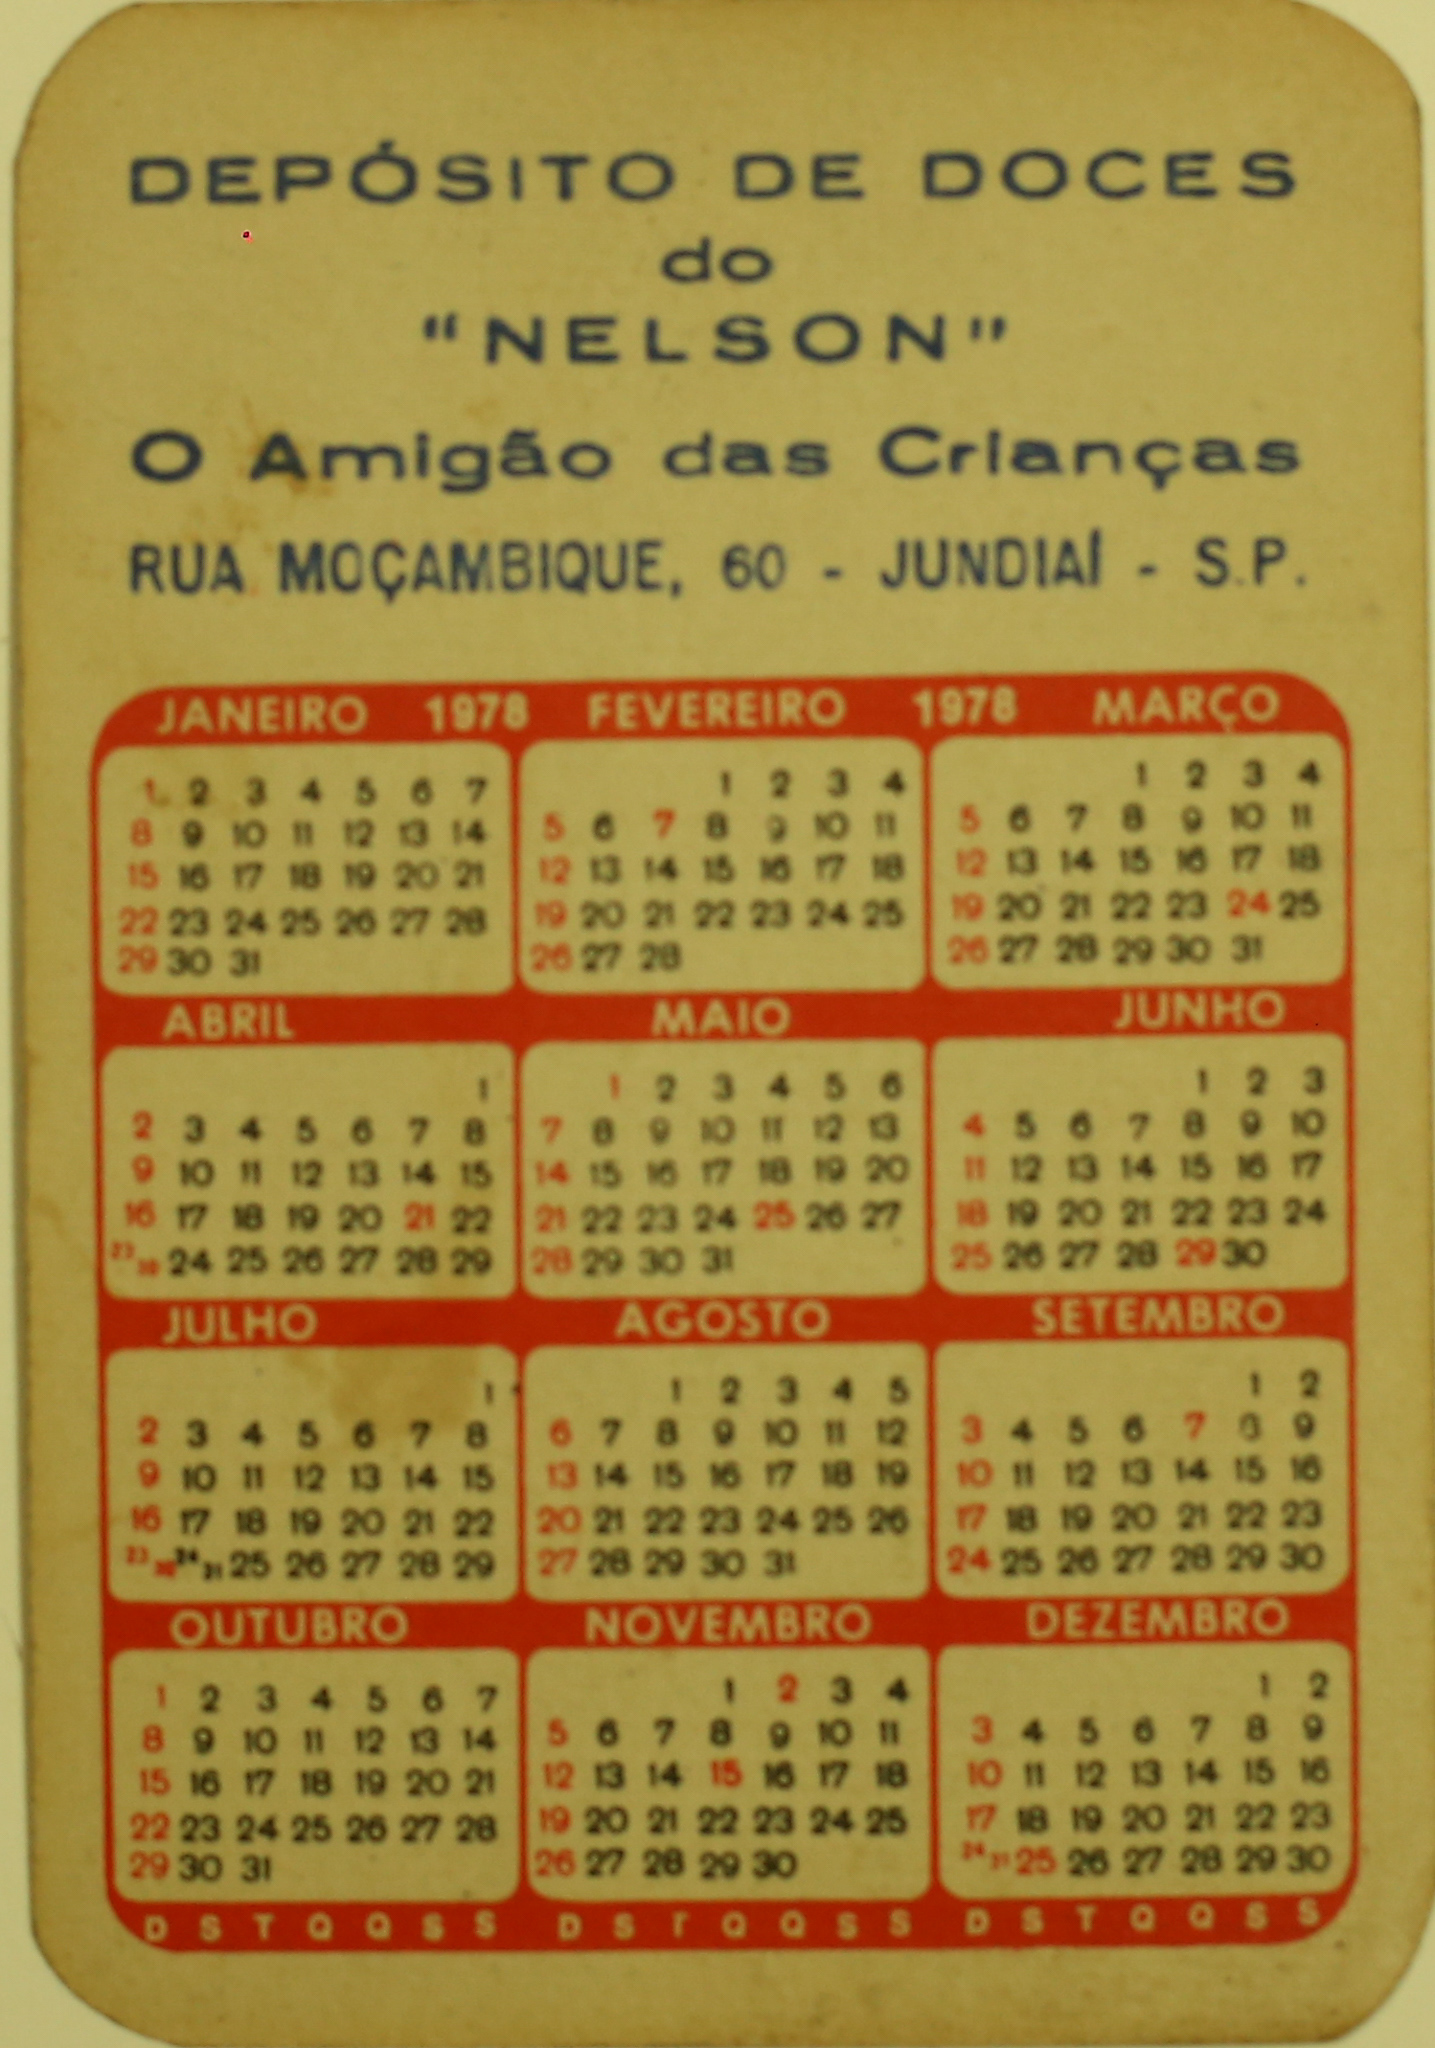 DEPÓSITO DE DOCES
do
"NELSON"
O Amigão das Crianças
RUA MOÇAMBIQUE, 60 - JUNDIAÍ - S.P.
JANEIRO 1978 FEVEREIRO 1978 MARÇO
1 2 3 4 5 6 7 1 2 3 4 1 2 3 4
8 9 10 11 12 13 14 5 6 7 8 9 10 11 5 6 7 8 9 10 11
15 16 17 18 19 20 21 12 13 14 15 16 17 18 12 13 14 15 16 17 18
22 23 24 25 26 27 28 19 20 21 22 23 24 25 19 20 21 22 23 24 25
29 30 31 26 27 28 26 27 28 29 30 31
ABRIL MAIO JUNHO
1 1 2 3 4 5 6 1 2 3
2 3 4 5 6 7 8 7 8 9 10 11 12 13 4 5 6 7 8 9 10
9 10 11 12 13 14 15 14 15 16 17 18 19 20 11 12 13 14 15 16 17
16 17 18 19 20 21 22 21 22 23 24 25 26 27 18 19 20 21 22 23 24
23 30 24 25 26 27 28 29 28 29 30 31 25 26 27 28 29 30
JULHO AGOSTO SETEMBRO
1 1 2 3 4 5 1 2
2 3 4 5 6 7 8 6 7 8 9 10 11 12 3 4 5 6 7 8 9
9 10 11 12 13 14 15 13 14 15 16 17 18 19 10 11 12 13 14 15 16
16 17 18 19 20 21 22 20 21 22 23 24 25 26 17 18 19 20 21 22 23
23 30 24 31 25 26 27 28 29 27 28 29 30 31 24 25 26 27 28 29 30
OUTUBRO NOVEMBRO DEZEMBRO
1 2 3 4 5 6 7 1 2 3 4 1 2
8 9 10 11 12 13 14 5 6 7 8 9 10 11 3 4 5 6 7 8 9
15 16 17 18 19 20 21 12 13 14 15 16 17 18 10 11 12 13 14 15 16
22 23 24 25 26 27 28 19 20 21 22 23 24 25 17 18 19 20 21 22 23
29 30 31 26 27 28 29 30 24 31 25 26 27 28 29 30
D S T Q Q S S D S T Q Q S S D S T Q Q S S